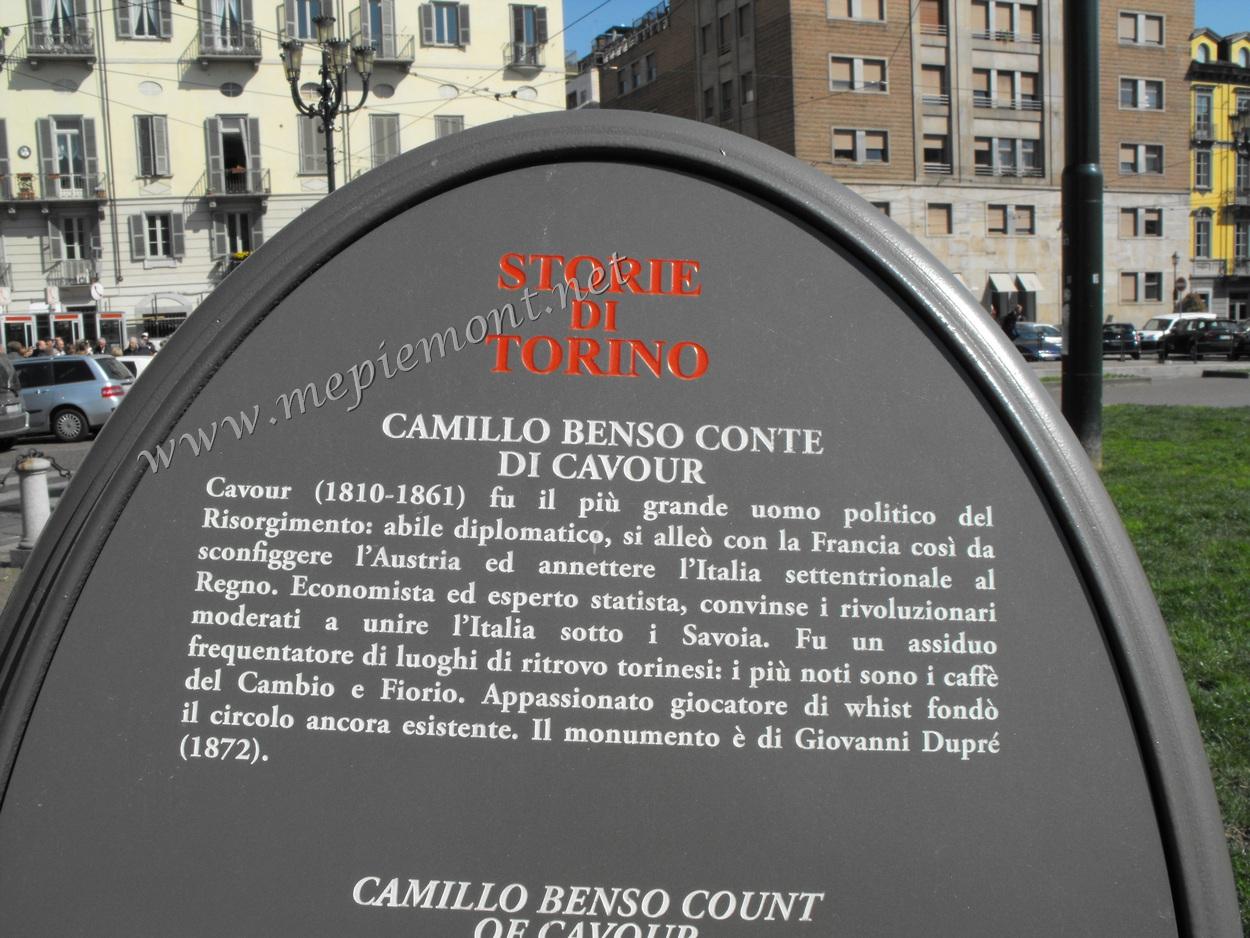 STORIE
DI
TORINO
www.mepiemont.net
CAMILLO BENSO CONTE
DI CAVOUR
Cavour (1810-1861) fu il più grande uomo politico del
Risorgimento: abile diplomatico, si alleò con la Francia così da
sconfiggere l'Austria ed annettere l'Italia settentrionale al
Regno. Economista ed esperto statista, convinse i rivoluzionari
moderati a unire l'Italia sotto i Savoia. Fu un assiduo
frequentatore di luoghi di ritrovo torinesi: i più noti sono i caffè
del Cambio e Fiorio. Appassionato giocatore di whist fondò
il circolo ancora esistente. Il monumento è di Giovanni Dupré
(1872).
CAMILLO BENSO COUNT
OF CAVOUR